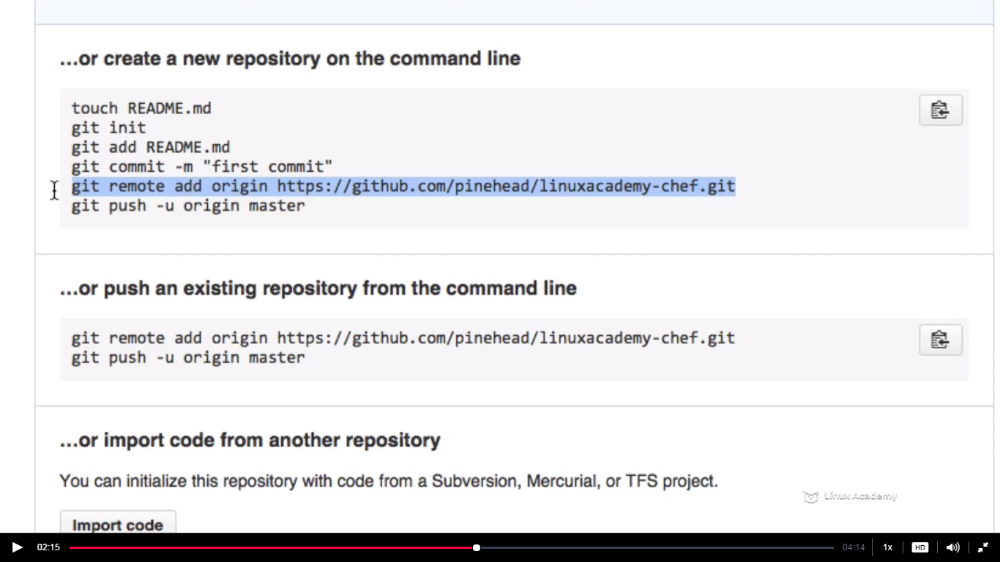 ...or create a new repository on the command line
touch README.md
git init
git add README.md
git commit -m "first commit"
git remote add origin https://github.com/pinehead/linuxacademy-chef.git
git push -u origin master
...or push an existing repository from the command line
git remote add origin https://github.com/pinehead/linuxacademy-chef.git
git push -u origin master
...or import code from another repository
You can initialize this repository with code from a Subversion, Mercurial, or TFS project.
Linux Academy
Import code
02:15
04:14
1x
HD